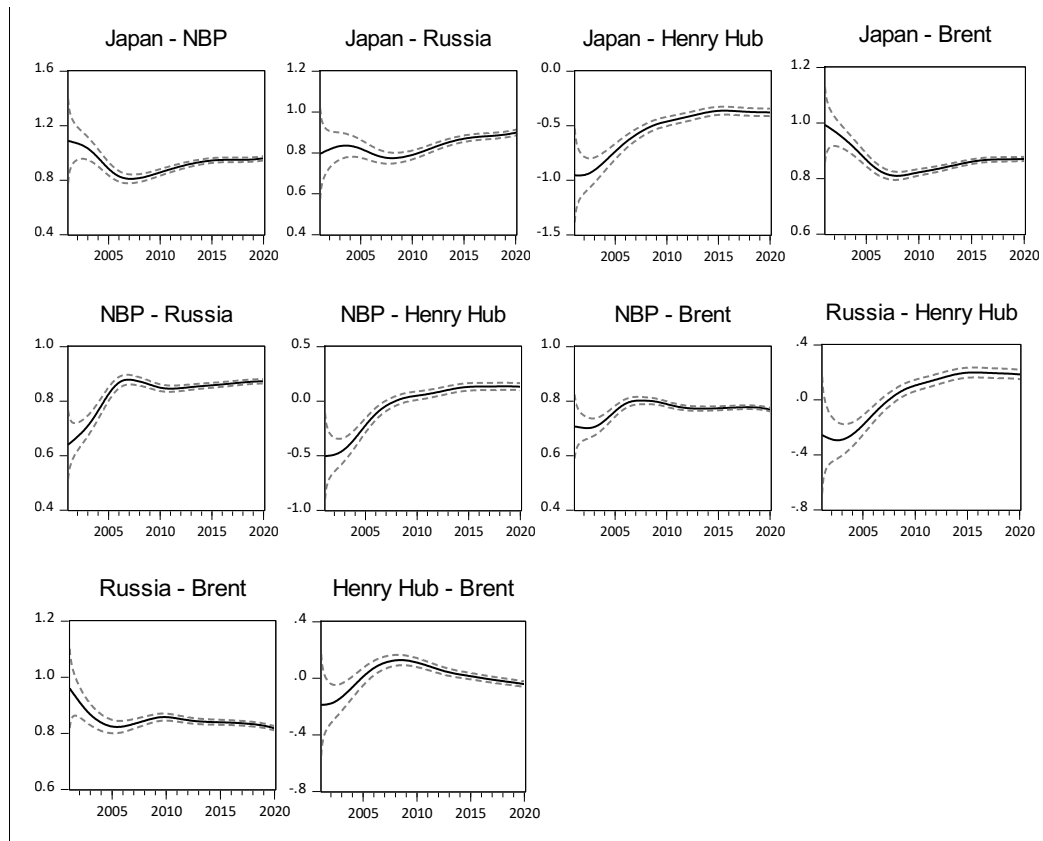 Japan - NBP
1.6
1.2
0.8
0.4
2005 2010 2015 2020
Japan - Russia
1.2
1.0
0.8
0.6
0.4
2005 2010 2015 2020
Japan - Henry Hub
0.0
-0.5
-1.0
-1.5
2005 2010 2015 2020
Japan - Brent
1.2
1.0
0.8
0.6
2005 2010 2015 2020
NBP - Russia
1.0
0.8
0.6
0.4
2005 2010 2015 2020
NBP - Henry Hub
0.5
0.0
-0.5
-1.0
2005 2010 2015 2020
NBP - Brent
1.0
0.8
0.6
0.4
2005 2010 2015 2020
Russia - Henry Hub
.4
.0
-.4
-.8
2005 2010 2015 2020
Russia - Brent
1.2
1.0
0.8
0.6
2005 2010 2015 2020
Henry Hub - Brent
.4
.0
-.4
-.8
2005 2010 2015 2020